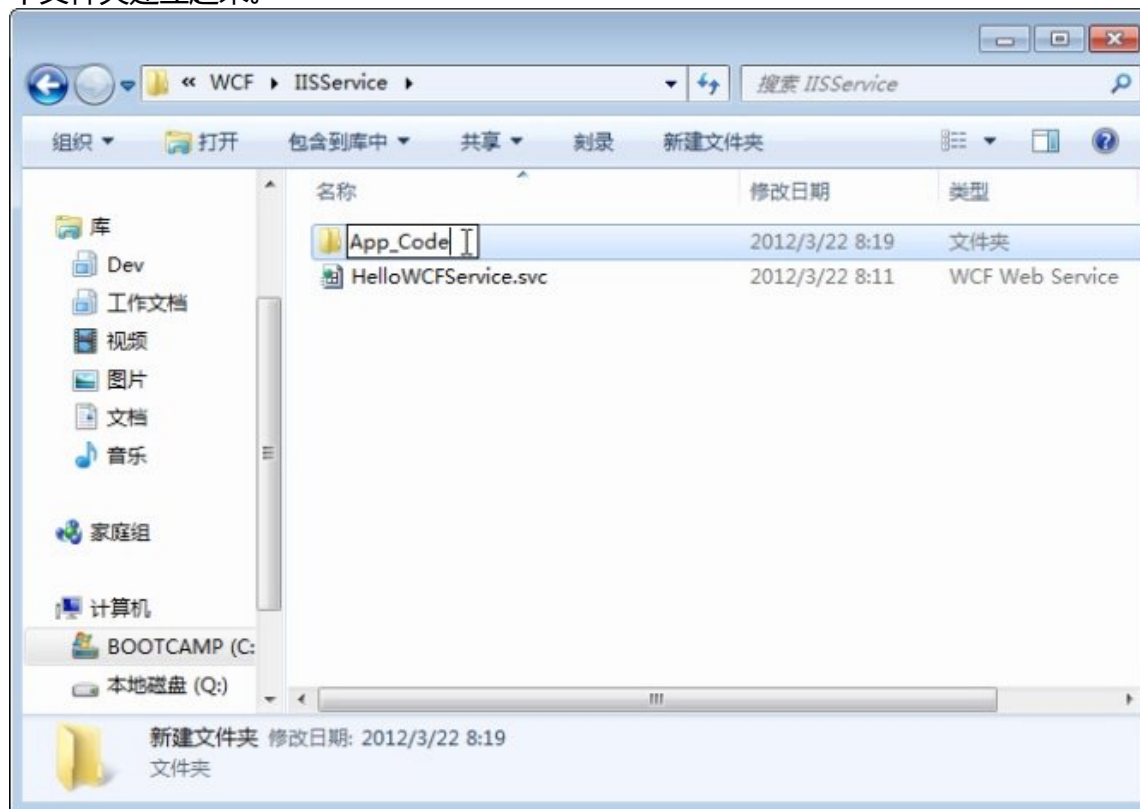 个文件夹建立起来。
« WCF ▸ IISService ▸
搜索 IISService
组织 打开 包含到库中 共享 刻录 新建文件夹
名称 修改日期 类型
App_Code 2012/3/22 8:19 文件夹
HelloWCFService.svc 2012/3/22 8:11 WCF Web Service
库
Dev
工作文档
视频
图片
文档
音乐
家庭组
计算机
BOOTCAMP (C:
本地磁盘 (Q:)
新建文件夹 修改日期: 2012/3/22 8:19
文件夹